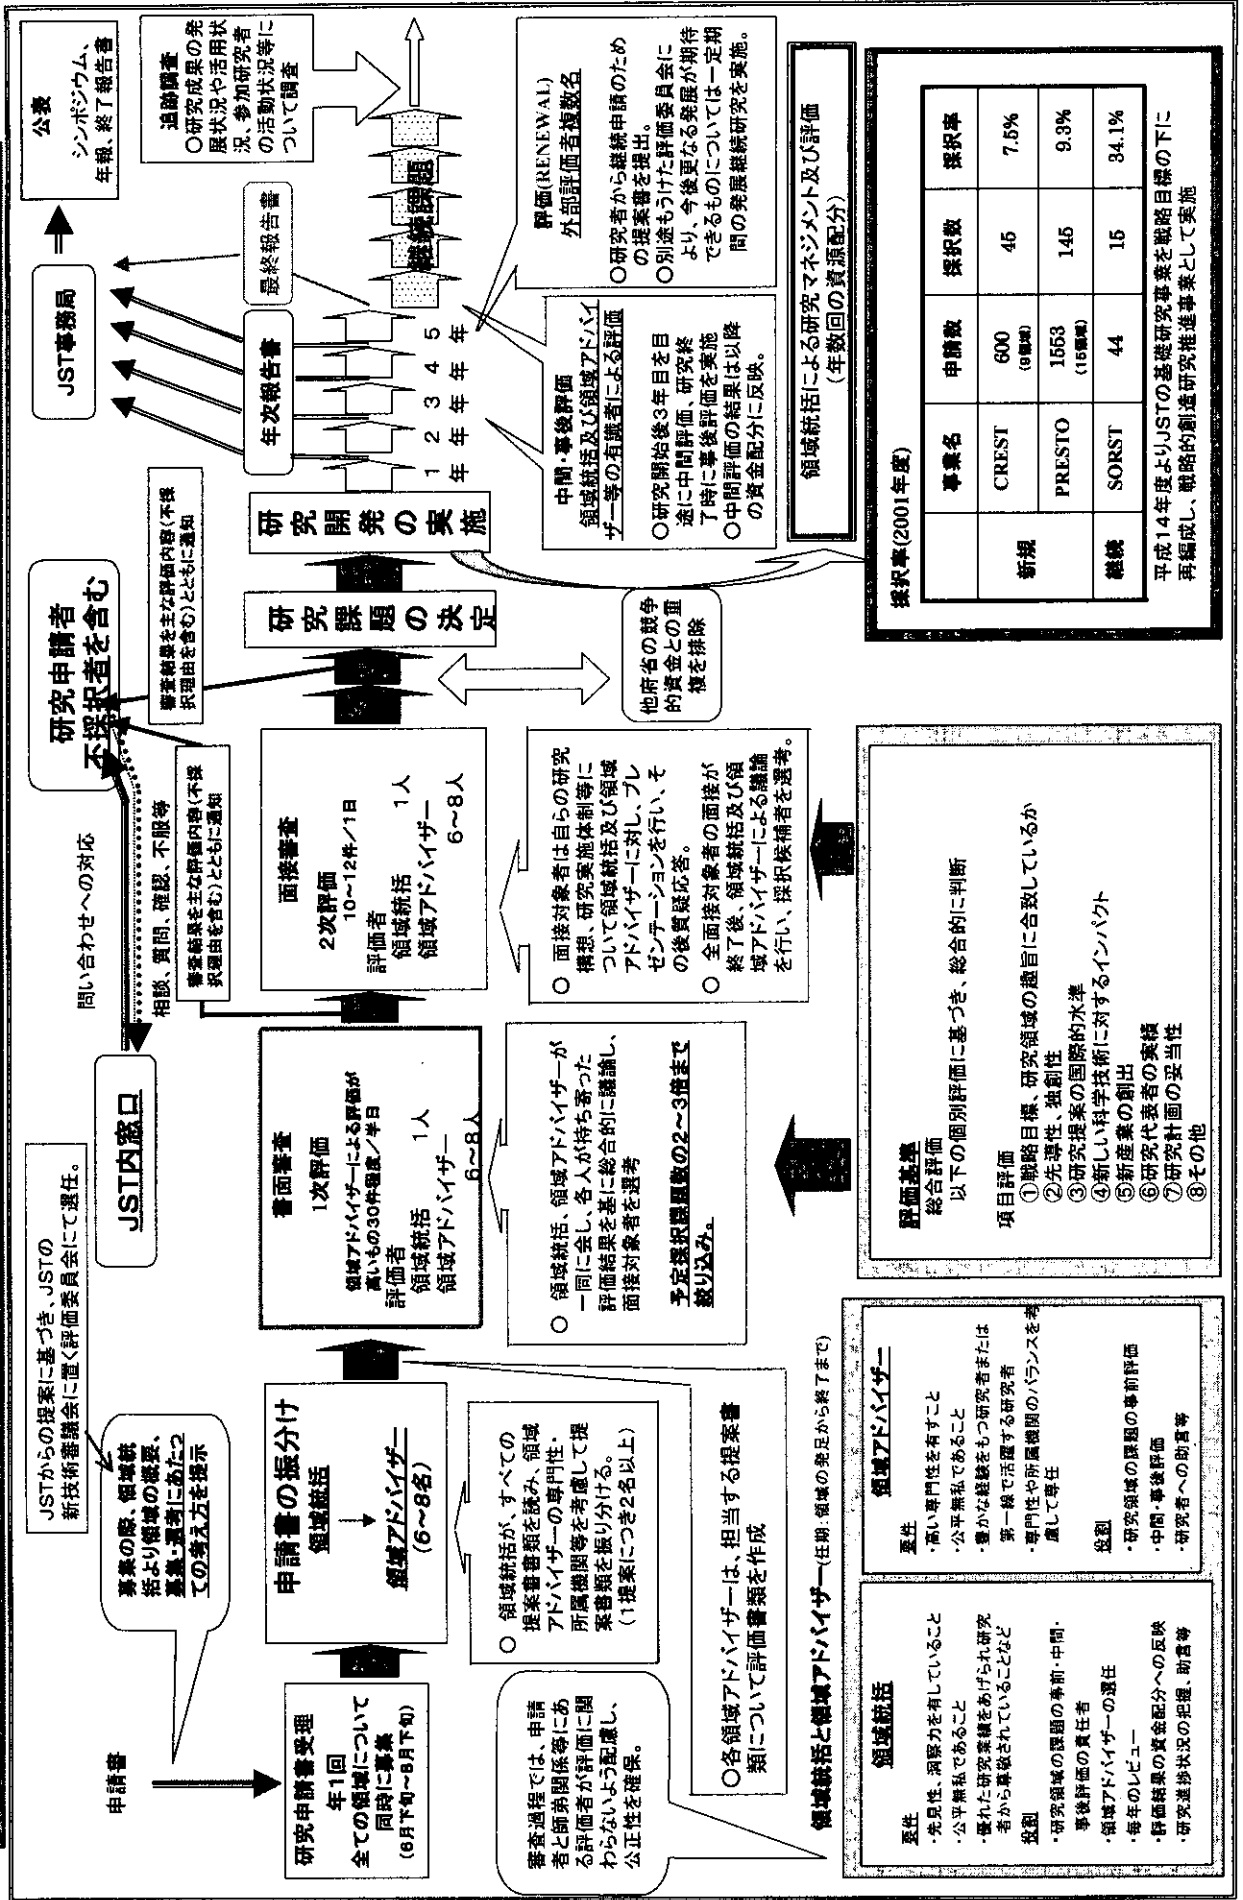 申請書
研究申請書受理
年1回
全ての領域について
同時に募集
(6月下旬~8月下旬)
募集の際、領域統
括より領域の概要、
募集・選考にあたっ
ての考え方を提示
JSTからの提案に基づき、JSTの
新技術審議会に置く評価委員会にて選任。
申請書の振分け
領域統括
領域アドバイザー
(6~8名)
○ 領域統括が、すべての
提案書書類を読み、領域
アドバイザーの専門性・
所属機関等を考慮して提
案書類を振り分ける。
(1提案につき2名以上)
審査過程では、申請
者と師弟関係等にあ
る評価者が評価に関
わらないよう配慮し、
公正性を確保。
○各領域アドバイザーは、担当する提案書
類について評価書類を作成
JST内窓口
問い合わせへの対応
相談、質問、確認、不服等
研究申請者
不採択者を含む
審査結果を主な評価内容(不採
択理由を含む)とともに通知
審査結果を主な評価内容(不採
択理由を含む)とともに通知
書面審査
1次評価
領域アドバイザーによる評価が
高いもの30件程度/半日
評価者
領域統括 1人
領域アドバイザー
6~8人
○ 領域統括、領域アドバイザーが
一同に会し、各人が持ち寄った
評価結果を基に総合的に議論し、
面接対象者を選考
予定採択課題数の2~3倍まで
絞り込み。
面接審査
2次評価
10~12件/1日
評価者
領域統括 1人
領域アドバイザー
6~8人
○ 面接対象者は自らの研究
構想、研究実施体制等に
ついて領域統括及び領域
アドバイザーに対し、プレ
ゼンテーションを行い、そ
の後質疑応答。
○ 全面接対象者の面接が
終了後、領域統括及び領
域アドバイザーによる議論
を行い、採択候補者を選考。
研究課題の決定
他府省の競争
的資金との重
複を排除
研究開発の実施
1年
2年
3年
4年
5年
継続課題
年次報告書
最終報告書
JST事務局
公表
シンポジウム、
年報、終了報告書
追跡調査
○研究成果の発
展状況や活用状
況、参加研究者
の活動状況等に
ついて調査
中間・事後評価
領域統括及び領域アドバイ
ザー等の有識者による評価
○研究開始後3年目を目
途に中間評価、研究終
了時に事後評価を実施
○中間評価の結果は以降
の資金配分に反映。
評価(RENEWAL)
外部評価者複数名
○研究者から継続申請のため
の提案書を提出。
○別途もうけた評価委員会に
より、今後更なる発展が期待
できるものについては一定期
間の発展継続研究を実施。
領域統括による研究マネジメント及び評価
(年数回の資源配分)
領域統括と領域アドバイザー(任期:領域の発足から終了まで)
領域統括
要件
・先見性、洞察力を有していること
・公平無私であること
・優れた研究業績をあげられ研究
者から尊敬されていることなど
役割
・研究領域の課題の事前・中間・
事後評価の責任者
・領域アドバイザーの選任
・毎年のレビュー
・評価結果の資金配分への反映
・研究進捗状況の把握、助言等
領域アドバイザー
要件
・高い専門性を有すこと
・公平無私であること
・豊かな経験をもつ研究者または
第一線で活躍する研究者
・専門性や所属機関のバランスを考
慮して専任
役割
・研究領域の課題の事前評価
・中間・事後評価
・研究者への助言等
評価基準
総合評価
以下の個別評価に基づき、総合的に判断
項目評価
①戦略目標、研究領域の趣旨に合致しているか
②先導性、独創性
③研究提案の国際的水準
④新しい科学技術に対するインパクト
⑤新産業の創出
⑥研究代表者の実績
⑦研究計画の妥当性
⑧その他
採択率(2001年度)
事業名 申請数 採択数 採択率
新規 CREST 600 (9領域) 45 7.5%
PRESTO 1553 (15領域) 145 9.3%
継続 SORST 44 15 34.1%
平成14年度よりJSTの基礎研究事業を戦略目標の下に
再編成し、戦略的創造研究推進事業として実施